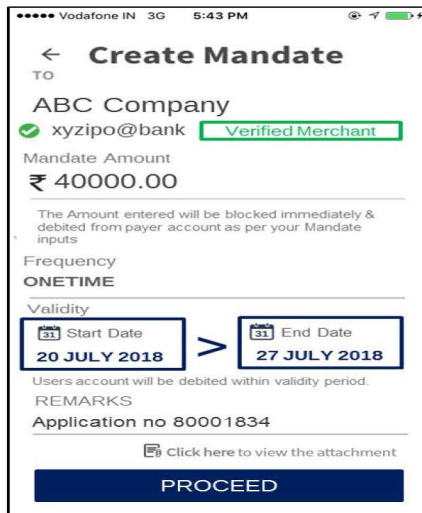 Vodafone IN 3G 5:43 PM
← Create Mandate
TO
ABC Company
xyzipo@bank Verified Merchant
Mandate Amount
₹ 40000.00
The Amount entered will be blocked immediately &
debited from payer account as per your Mandate
inputs
Frequency
ONETIME
Validity
31 Start Date > 31 End Date
20 JULY 2018 27 JULY 2018
Users account will be debited within validity period.
REMARKS
Application no 80001834
Click here to view the attachment
PROCEED